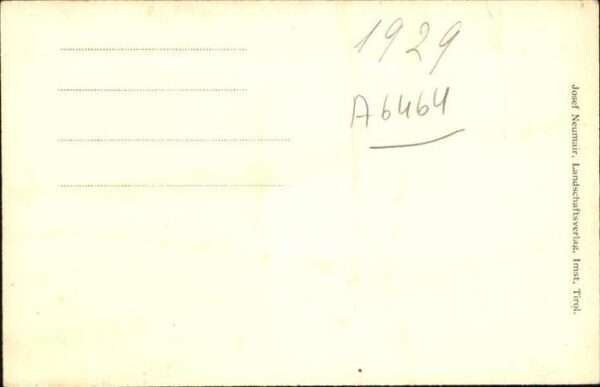 1929
A6464
Josef Neumair, Landschaftsverlag, Imst, Tirol.